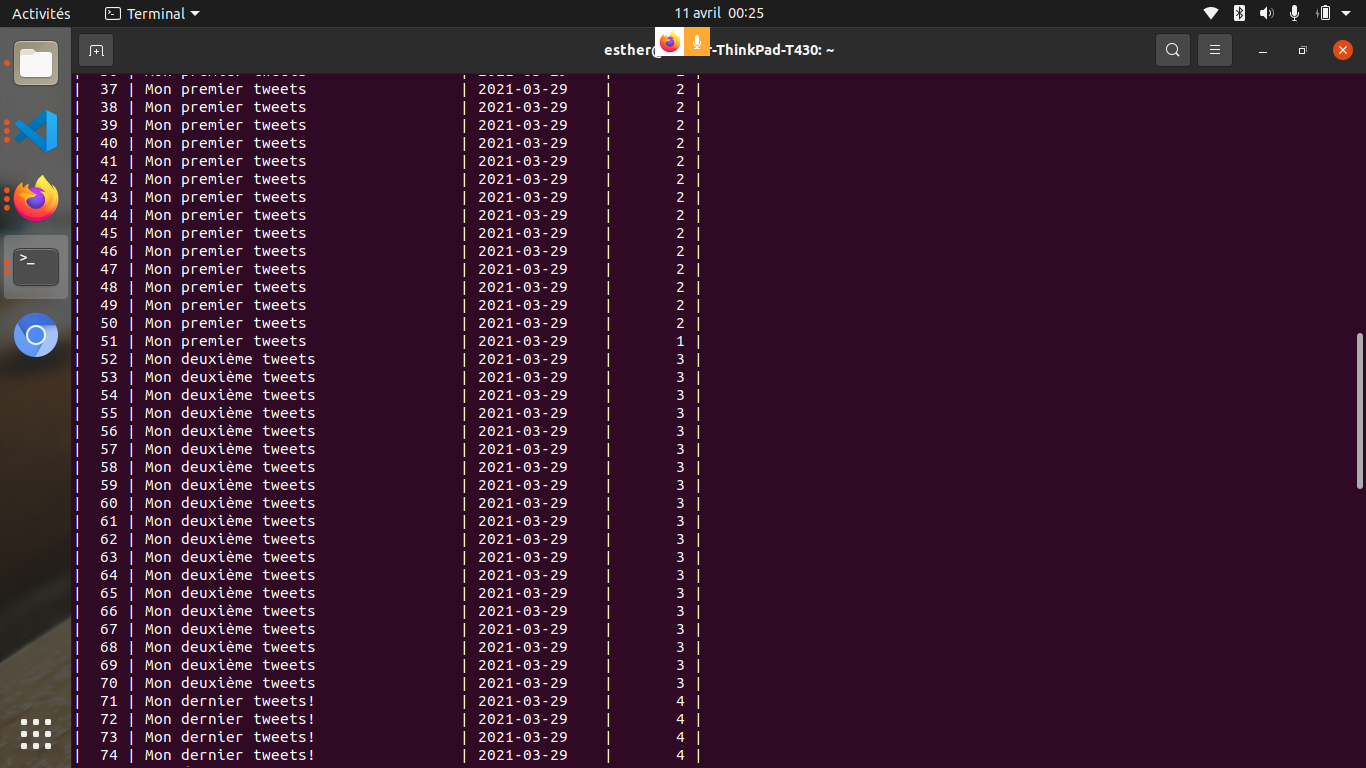 Activités Terminal 11 avril 00:25
esther@ -ThinkPad-T430: ~
| 37 | Mon premier tweets | 2021-03-29 | 2 |
| 38 | Mon premier tweets | 2021-03-29 | 2 |
| 39 | Mon premier tweets | 2021-03-29 | 2 |
| 40 | Mon premier tweets | 2021-03-29 | 2 |
| 41 | Mon premier tweets | 2021-03-29 | 2 |
| 42 | Mon premier tweets | 2021-03-29 | 2 |
| 43 | Mon premier tweets | 2021-03-29 | 2 |
| 44 | Mon premier tweets | 2021-03-29 | 2 |
| 45 | Mon premier tweets | 2021-03-29 | 2 |
| 46 | Mon premier tweets | 2021-03-29 | 2 |
| 47 | Mon premier tweets | 2021-03-29 | 2 |
| 48 | Mon premier tweets | 2021-03-29 | 2 |
| 49 | Mon premier tweets | 2021-03-29 | 2 |
| 50 | Mon premier tweets | 2021-03-29 | 2 |
| 51 | Mon premier tweets | 2021-03-29 | 1 |
| 52 | Mon deuxième tweets | 2021-03-29 | 3 |
| 53 | Mon deuxième tweets | 2021-03-29 | 3 |
| 54 | Mon deuxième tweets | 2021-03-29 | 3 |
| 55 | Mon deuxième tweets | 2021-03-29 | 3 |
| 56 | Mon deuxième tweets | 2021-03-29 | 3 |
| 57 | Mon deuxième tweets | 2021-03-29 | 3 |
| 58 | Mon deuxième tweets | 2021-03-29 | 3 |
| 59 | Mon deuxième tweets | 2021-03-29 | 3 |
| 60 | Mon deuxième tweets | 2021-03-29 | 3 |
| 61 | Mon deuxième tweets | 2021-03-29 | 3 |
| 62 | Mon deuxième tweets | 2021-03-29 | 3 |
| 63 | Mon deuxième tweets | 2021-03-29 | 3 |
| 64 | Mon deuxième tweets | 2021-03-29 | 3 |
| 65 | Mon deuxième tweets | 2021-03-29 | 3 |
| 66 | Mon deuxième tweets | 2021-03-29 | 3 |
| 67 | Mon deuxième tweets | 2021-03-29 | 3 |
| 68 | Mon deuxième tweets | 2021-03-29 | 3 |
| 69 | Mon deuxième tweets | 2021-03-29 | 3 |
| 70 | Mon deuxième tweets | 2021-03-29 | 3 |
| 71 | Mon dernier tweets! | 2021-03-29 | 4 |
| 72 | Mon dernier tweets! | 2021-03-29 | 4 |
| 73 | Mon dernier tweets! | 2021-03-29 | 4 |
| 74 | Mon dernier tweets! | 2021-03-29 | 4 |